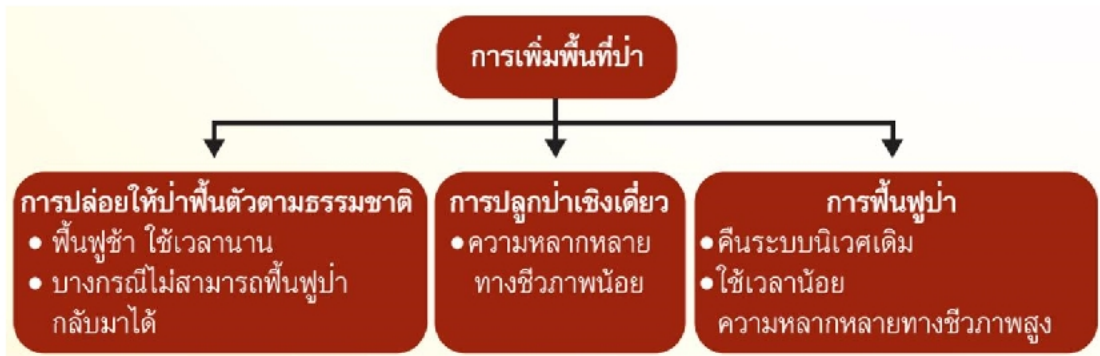 การเพิ่มพื้นที่ป่า
การปล่อยให้ป่าฟื้นตัวตามธรรมชาติ
• ฟื้นฟูช้า ใช้เวลานาน
• บางกรณีไม่สามารถฟื้นฟูป่า
กลับมาได้
การปลูกป่าเชิงเดี่ยว
• ความหลากหลาย
ทางชีวภาพน้อย
การฟื้นฟูป่า
• คืนระบบนิเวศเดิม
• ใช้เวลาน้อย
ความหลากหลายทางชีวภาพสูง